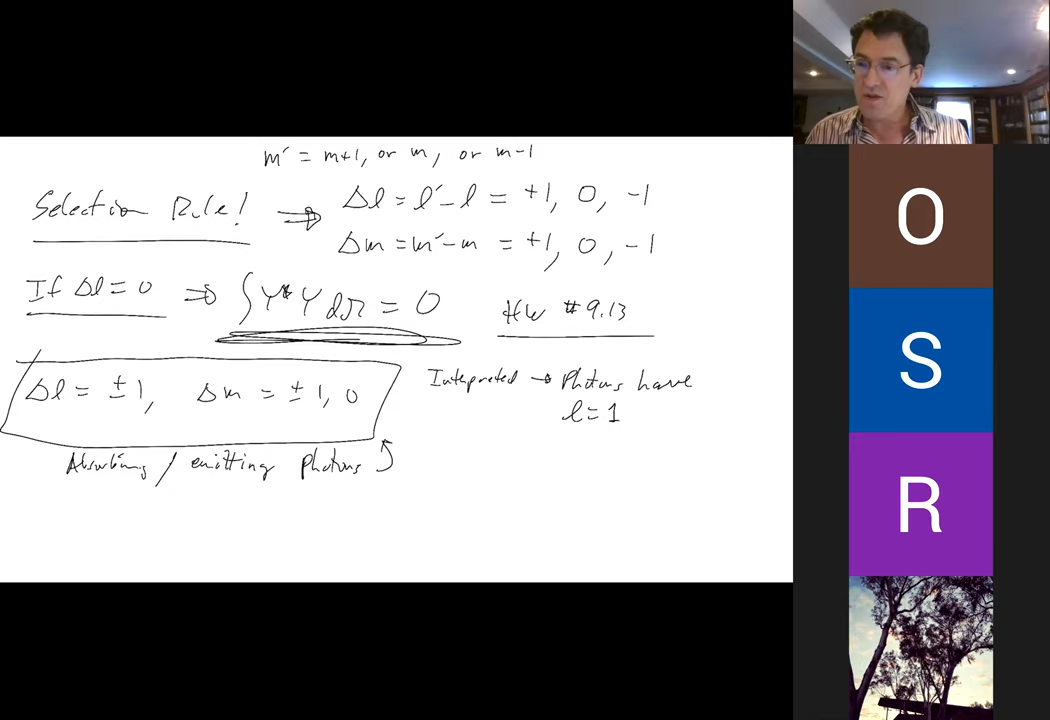 m' = m+1, or m, or m-1
Selection Rule! ⇒ Δl = l' - l = +1, 0, -1
Δm = m' - m = +1, 0, -1
If Δl = 0 ⇒ ∫Y*Y dΩ = 0 HW #9.13
Δl = ±1, Δm = ±1, 0
Interpreted → Photons have
l = 1
Absorbing / emitting photons
O
S
R